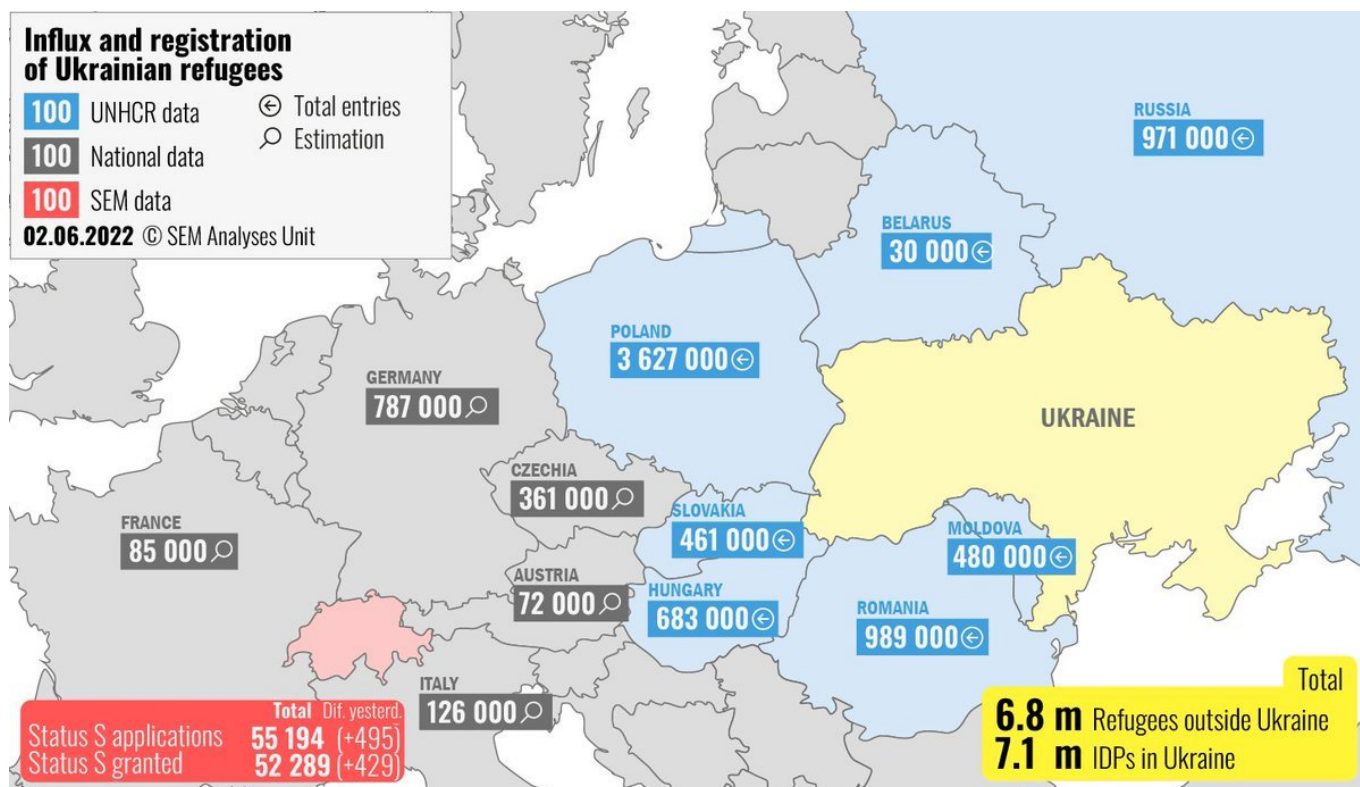 Influx and registration
of Ukrainian refugees
100 UNHCR data
100 National data
100 SEM data
Total entries
Estimation
02.06.2022 © SEM Analyses Unit
RUSSIA
971 000
BELARUS
30 000
POLAND
3 627 000
GERMANY
787 000
UKRAINE
CZECHIA
361 000
SLOVAKIA
461 000
MOLDOVA
480 000
FRANCE
85 000
AUSTRIA
72 000
HUNGARY
683 000
ROMANIA
989 000
ITALY
126 000
Total Dif. yesterd.
Status S applications 55 194 (+495)
Status S granted 52 289 (+429)
Total
6.8 m Refugees outside Ukraine
7.1 m IDPs in Ukraine